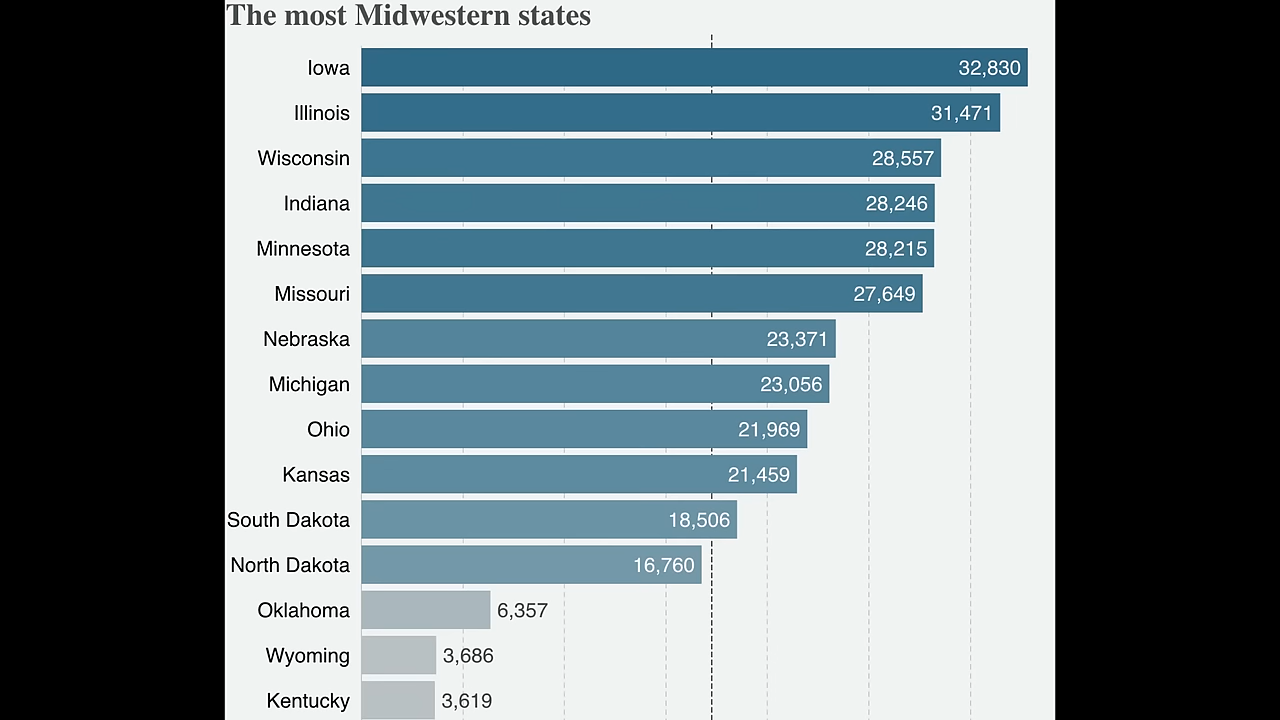 The most Midwestern states
Iowa 32,830
Illinois 31,471
Wisconsin 28,557
Indiana 28,246
Minnesota 28,215
Missouri 27,649
Nebraska 23,371
Michigan 23,056
Ohio 21,969
Kansas 21,459
South Dakota 18,506
North Dakota 16,760
Oklahoma 6,357
Wyoming 3,686
Kentucky 3,619